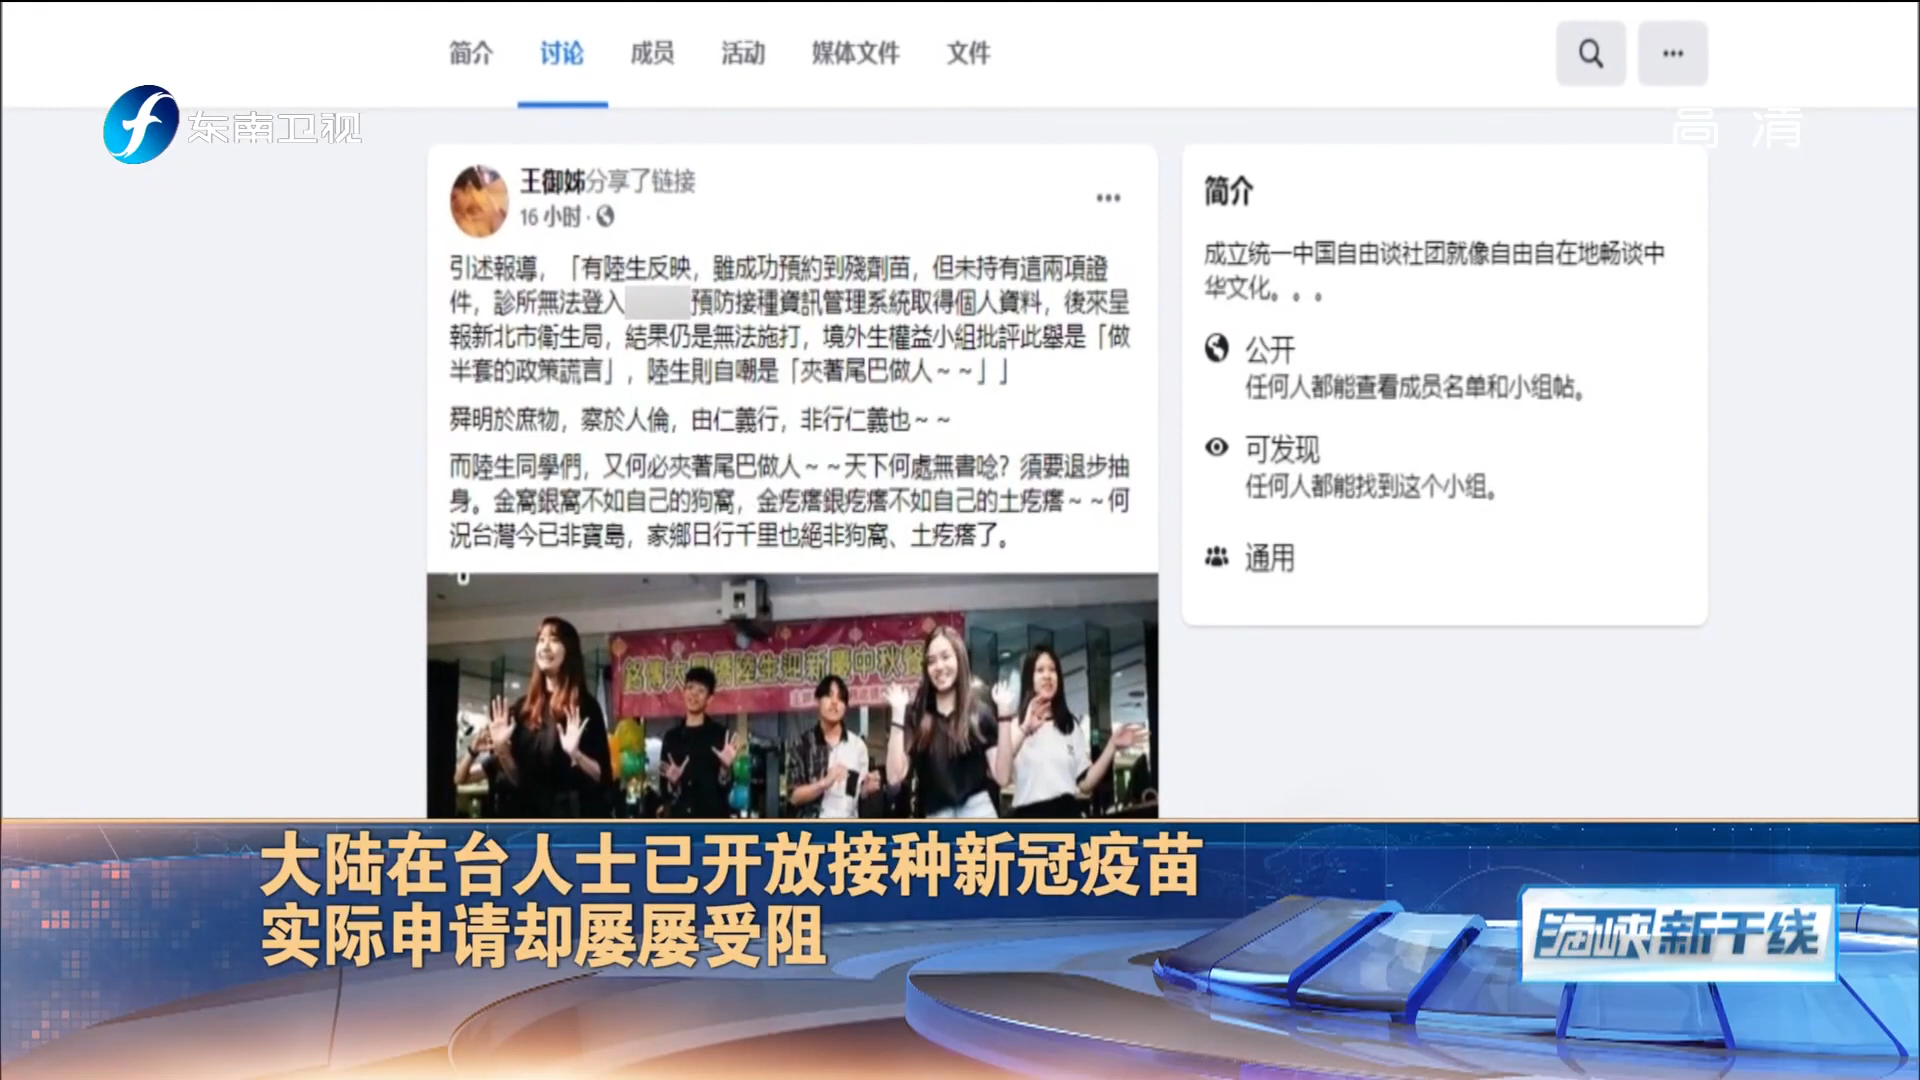 简介 讨论 成员 活动 媒体文件 文件
东南卫视
高 清
王御姊分享了链接
16 小时
引述報導，「有陸生反映，雖成功預約到殘劑苗，但未持有這兩項證
件，診所無法登入 預防接種資訊管理系統取得個人資料，後來呈
報新北市衛生局，結果仍是無法施打，境外生權益小組批評此舉是「做
半套的政策謊言」，陸生則自嘲是「夾著尾巴做人～～」」
舜明於庶物，察於人倫，由仁義行，非行仁義也～～
而陸生同學們，又何必夾著尾巴做人～～天下何處無書唸？須要退步抽
身。金窩銀窩不如自己的狗窩，金疙瘩銀疙瘩不如自己的土疙瘩～～何
況台灣今已非寶島，家鄉日行千里也絕非狗窩、土疙瘩了。
简介
成立统一中国自由谈社团就像自由自在地畅谈中
华文化。。。
公开
任何人都能查看成员名单和小组帖。
可发现
任何人都能找到这个小组。
通用
銘傳大學僑陸生迎新慶中秋餐
大陆在台人士已开放接种新冠疫苗
实际申请却屡屡受阻
海峡新干线